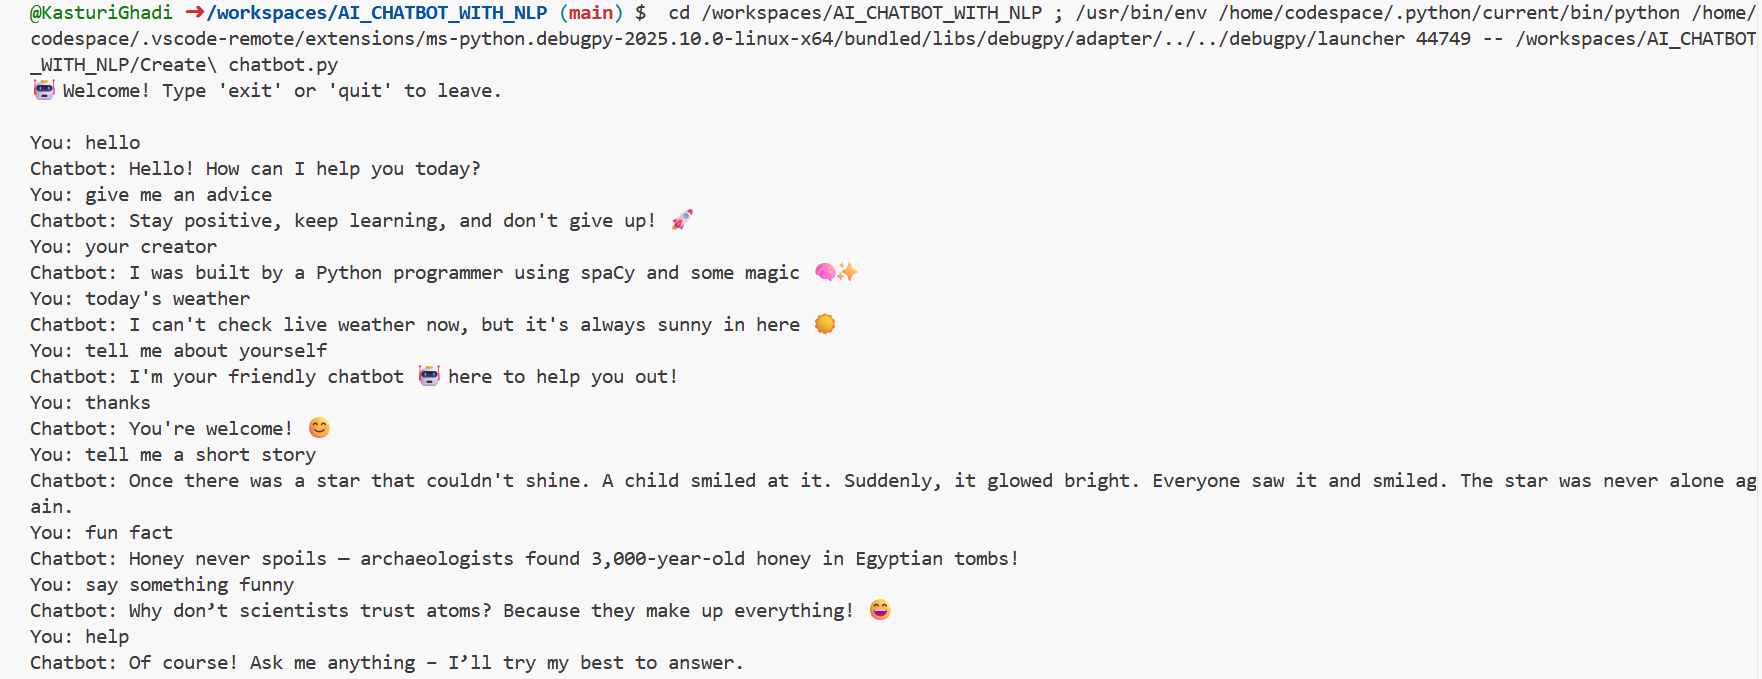 @KasturiGhadi ➜/workspaces/AI_CHATBOT_WITH_NLP (main) $  cd /workspaces/AI_CHATBOT_WITH_NLP ; /usr/bin/env /home/codespace/.python/current/bin/python /home/
codespace/.vscode-remote/extensions/ms-python.debugpy-2025.10.0-linux-x64/bundled/libs/debugpy/adapter/../../debugpy/launcher 44749 -- /workspaces/AI_CHATBOT
_WITH_NLP/Create\ chatbot.py
🤖 Welcome! Type 'exit' or 'quit' to leave.
You: hello
Chatbot: Hello! How can I help you today?
You: give me an advice
Chatbot: Stay positive, keep learning, and don't give up! 🚀
You: your creator
Chatbot: I was built by a Python programmer using spaCy and some magic 🧠✨
You: today's weather
Chatbot: I can't check live weather now, but it's always sunny in here 🌞
You: tell me about yourself
Chatbot: I'm your friendly chatbot 🤖 here to help you out!
You: thanks
Chatbot: You're welcome! 😊
You: tell me a short story
Chatbot: Once there was a star that couldn't shine. A child smiled at it. Suddenly, it glowed bright. Everyone saw it and smiled. The star was never alone ag
ain.
You: fun fact
Chatbot: Honey never spoils — archaeologists found 3,000-year-old honey in Egyptian tombs!
You: say something funny
Chatbot: Why don’t scientists trust atoms? Because they make up everything! 😄
You: help
Chatbot: Of course! Ask me anything – I’ll try my best to answer.